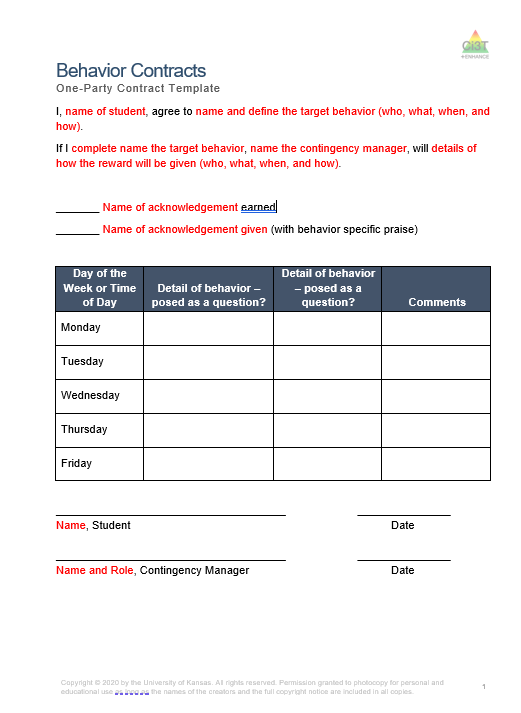 CI3T
+ENHANCE
Behavior Contracts
One-Party Contract Template
I, name of student, agree to name and define the target behavior (who, what, when, and
how).
If I complete name the target behavior, name the contingency manager, will details of
how the reward will be given (who, what, when, and how).
_______ Name of acknowledgement earned
_______ Name of acknowledgement given (with behavior specific praise)
Day of the
Week or Time
of Day
Detail of behavior –
posed as a question?
Detail of behavior
– posed as a
question?
Comments
Monday
Tuesday
Wednesday
Thursday
Friday
Name, Student
Date
Name and Role, Contingency Manager
Date
Copyright © 2020 by the University of Kansas. All rights reserved. Permission granted to photocopy for personal and
educational use as long as the names of the creators and the full copyright notice are included in all copies.
1